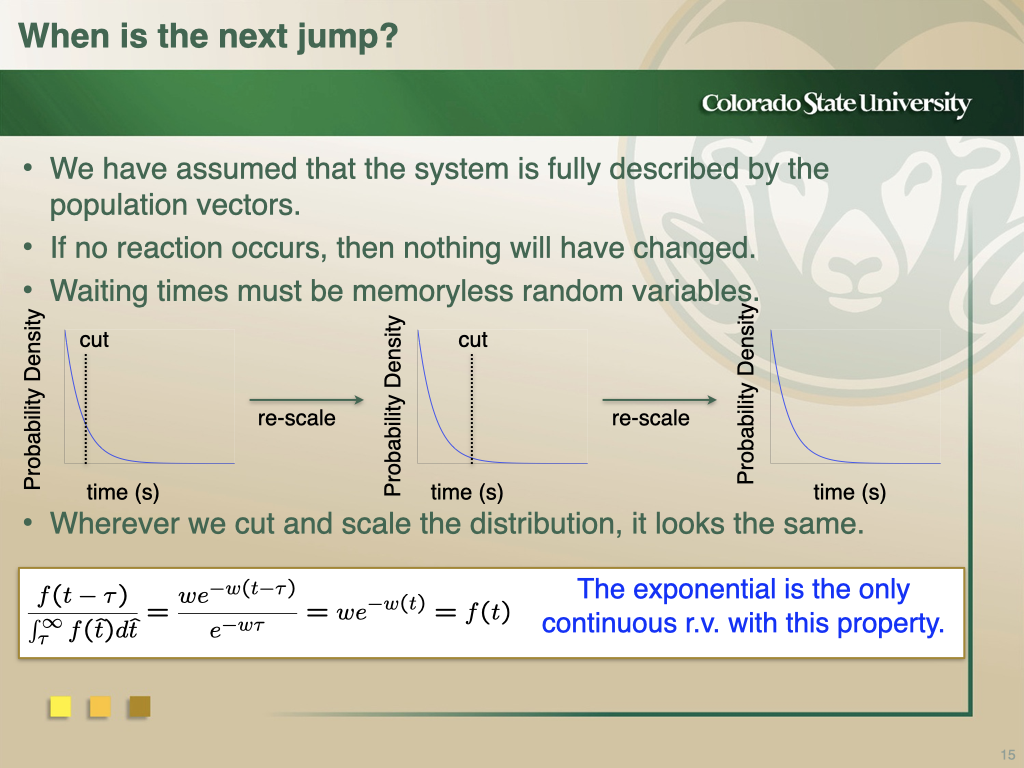 When is the next jump?
Colorado State University
• We have assumed that the system is fully described by the
population vectors.
• If no reaction occurs, then nothing will have changed.
• Waiting times must be memoryless random variables.
Probability Density
cut
time (s)
re-scale
Probability Density
cut
time (s)
re-scale
Probability Density
time (s)
• Wherever we cut and scale the distribution, it looks the same.
\frac{f(t-\tau)}{\int_{\tau}^{\infty} f(\hat{t})d\hat{t}} = \frac{we^{-w(t-\tau)}}{e^{-w\tau}} = we^{-w(t)} = f(t)
The exponential is the only
continuous r.v. with this property.
15